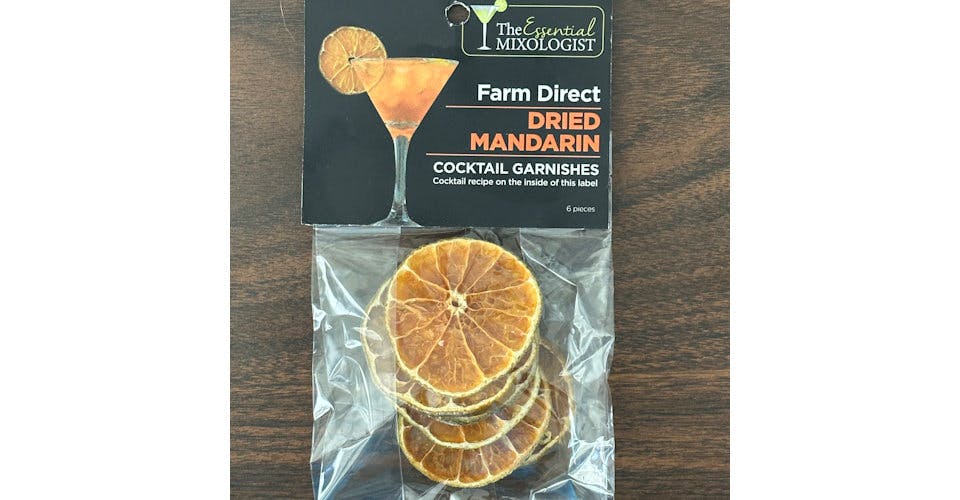 The Essential
MIXOLOGIST
Farm Direct
DRIED
MANDARIN
COCKTAIL GARNISHES
Cocktail recipe on the inside of this label
6 pieces